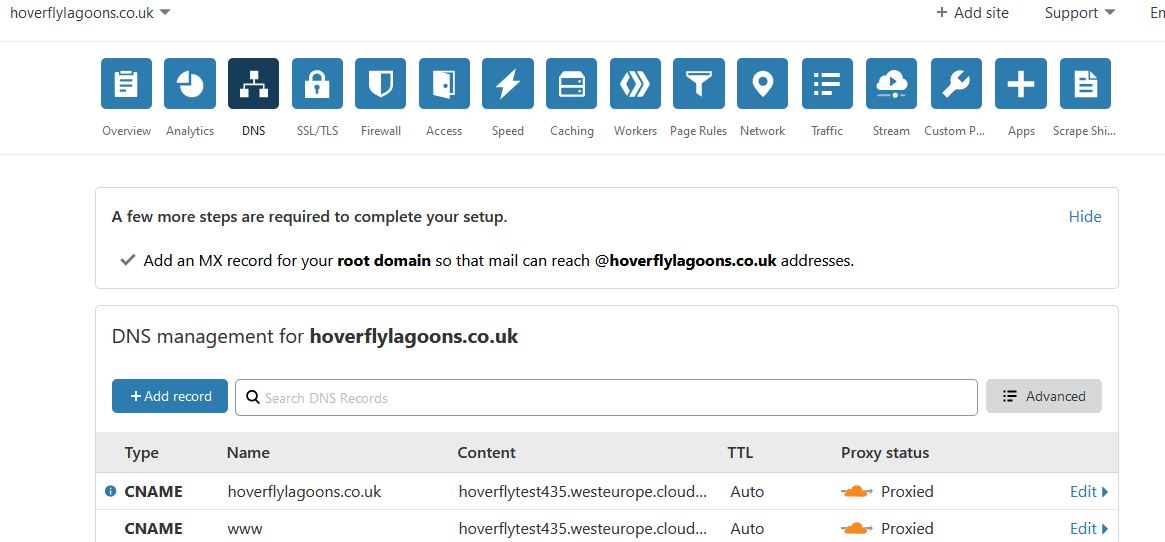 hoverflylagoons.co.uk + Add site Support En
Overview Analytics DNS SSL/TLS Firewall Access Speed Caching Workers Page Rules Network Traffic Stream Custom P... Apps Scrape Shi...
A few more steps are required to complete your setup. Hide
Add an MX record for your root domain so that mail can reach @hoverflylagoons.co.uk addresses.
DNS management for hoverflylagoons.co.uk
+ Add record Search DNS Records Advanced
Type Name Content TTL Proxy status
CNAME hoverflylagoons.co.uk hoverflytest435.westeurope.cloud... Auto Proxied Edit
CNAME www hoverflytest435.westeurope.cloud... Auto Proxied Edit